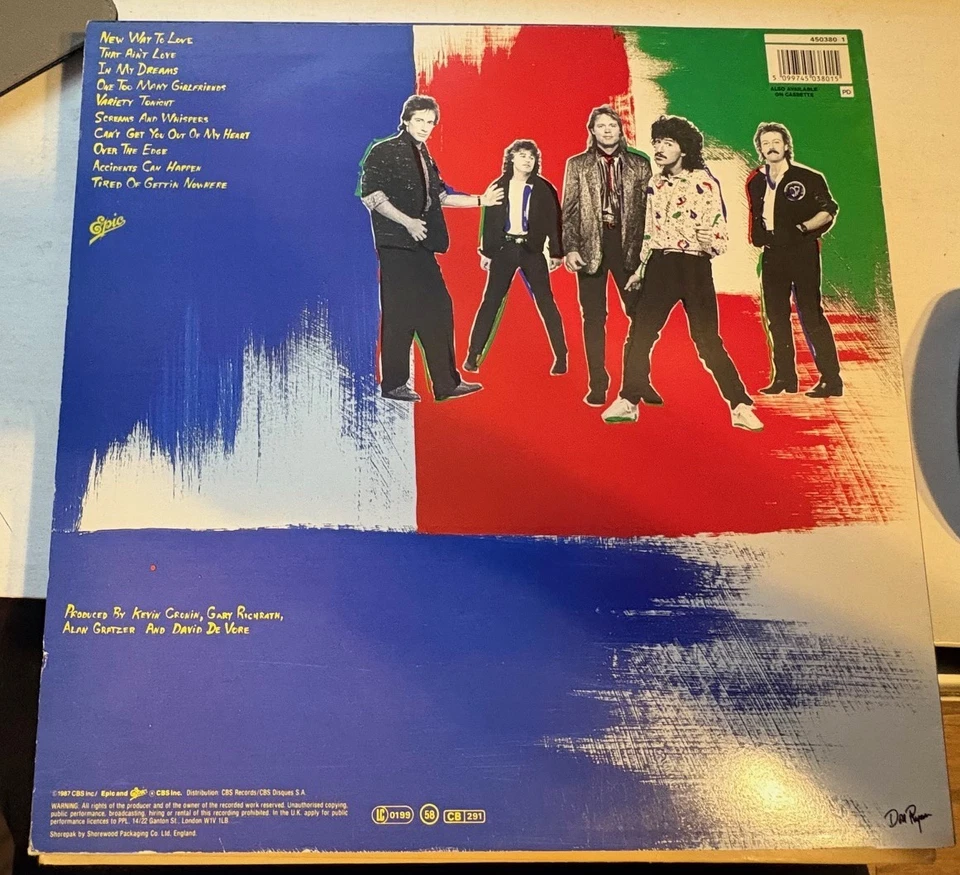 New Way To Love
That Ain't Love
In My Dreams
One Too Many Girlfriends
Variety Tonight
Screams And Whispers
Can't Get You Out Of My Heart
Over The Edge
Accidents Can Happen
Tired Of Gettin Nowhere
Epic
450380 1
5 099745 038015
ALSO AVAILABLE
ON CASSETTE
PD
Produced By Kevin Cronin, Gary Richrath,
Alan Gratzer And David De Vore
©1987 CBS Inc./ Epic and Epic ℗ CBS Inc. Distribution: CBS Records/CBS Disques S.A.
WARNING: All rights of the producer and of the owner of the recorded work reserved. Unauthorised copying,
public performance, broadcasting, hiring or rental of this recording prohibited. In the U.K. apply for public
performance licences to PPL, 14/22 Ganton St., London W1V 1LB
Shorepak by Shorewood Packaging Co. Ltd. England.
LC 0199
58
CB 291